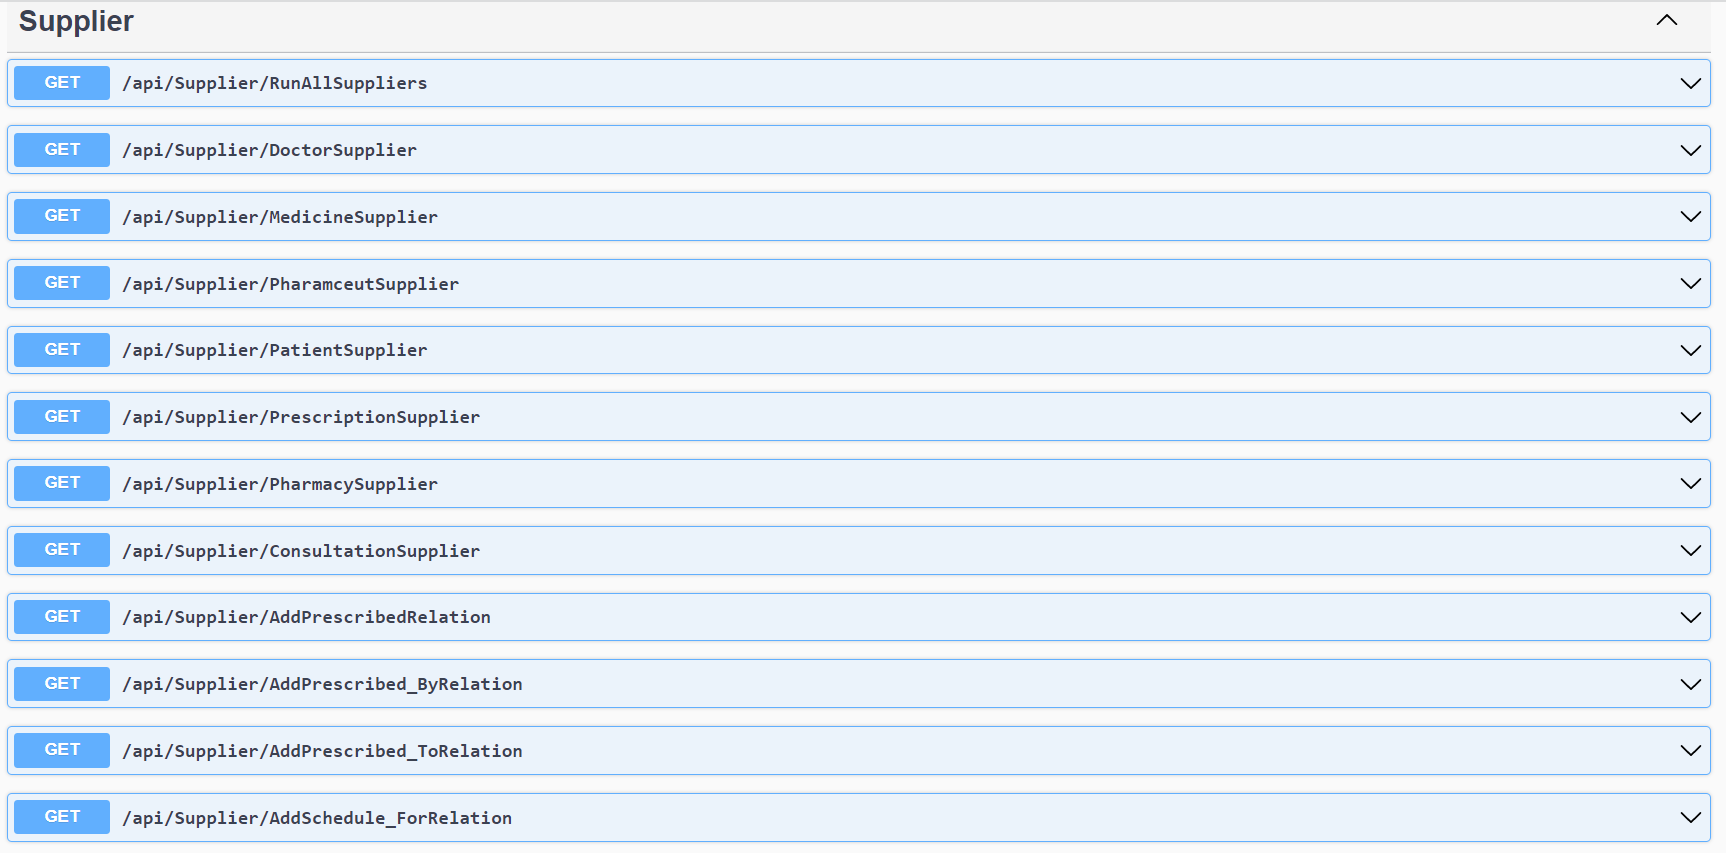 Supplier
GET /api/Supplier/RunAllSuppliers
GET /api/Supplier/DoctorSupplier
GET /api/Supplier/MedicineSupplier
GET /api/Supplier/PharamceutSupplier
GET /api/Supplier/PatientSupplier
GET /api/Supplier/PrescriptionSupplier
GET /api/Supplier/PharmacySupplier
GET /api/Supplier/ConsultationSupplier
GET /api/Supplier/AddPrescribedRelation
GET /api/Supplier/AddPrescribed_ByRelation
GET /api/Supplier/AddPrescribed_ToRelation
GET /api/Supplier/AddSchedule_ForRelation